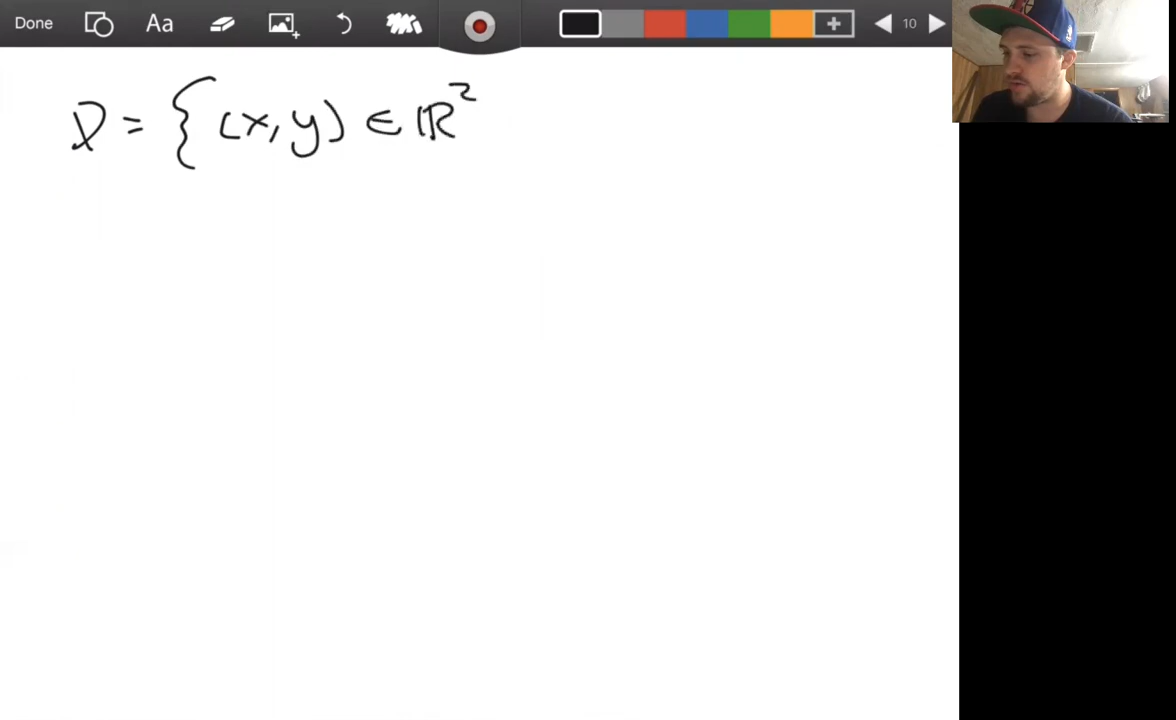 Done Aa 10
D = { (x, y) ∈ ℝ²